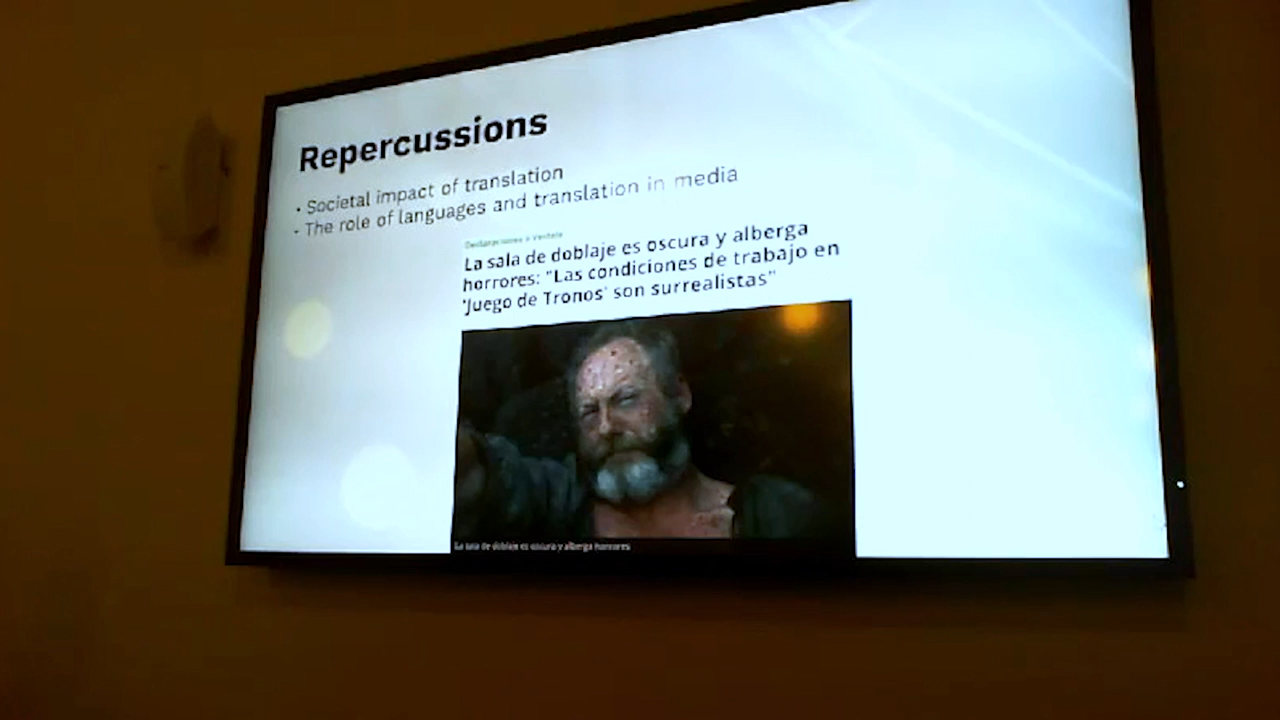 Repercussions
• Societal impact of translation
• The role of languages and translation in media
Declaraciones a Vertele
La sala de doblaje es oscura y alberga
horrores: "Las condiciones de trabajo en
'Juego de Tronos' son surrealistas"
La sala de doblaje es oscura y alberga horrores